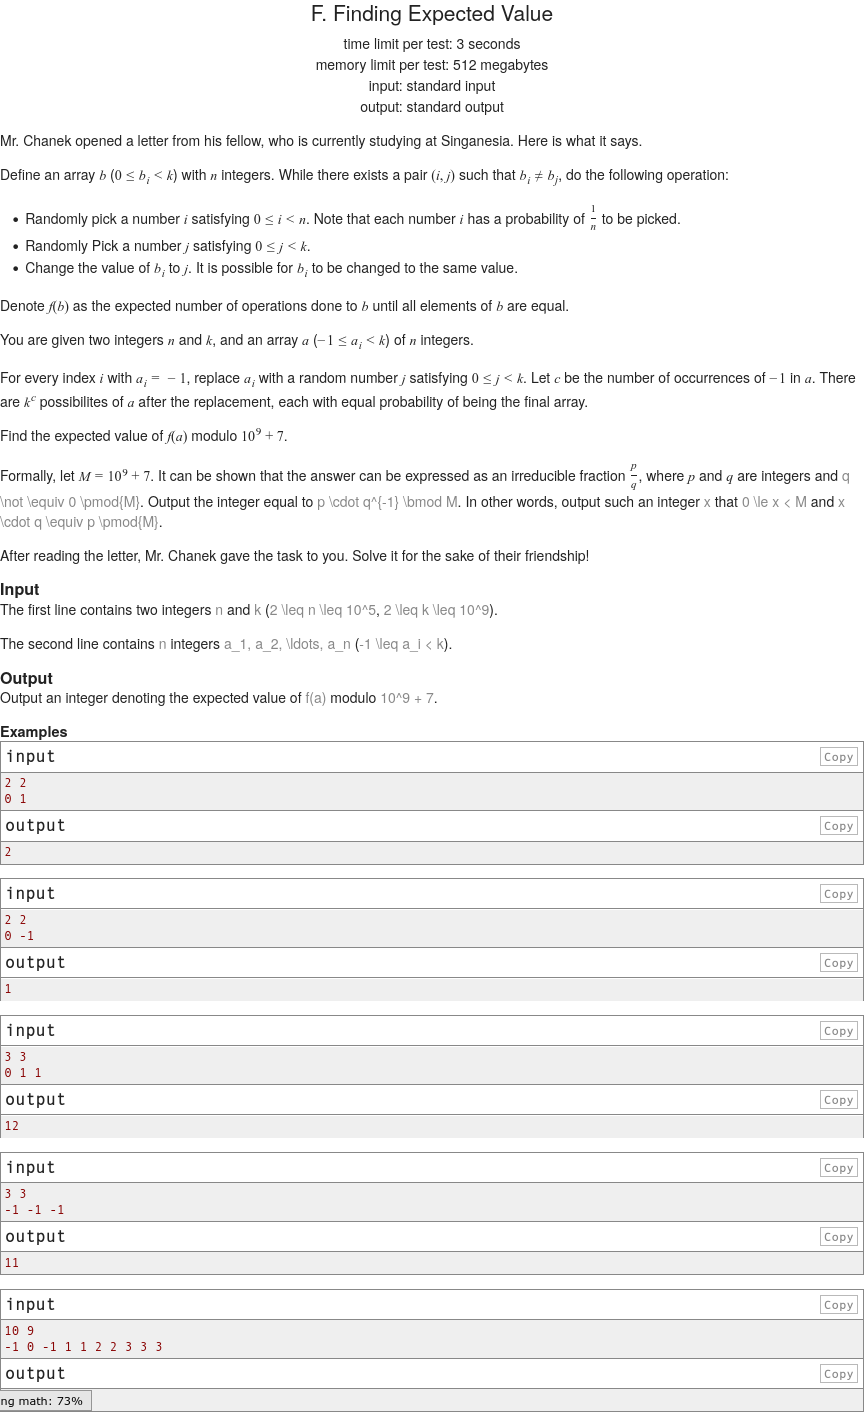 F. Finding Expected Value
time limit per test: 3 seconds
memory limit per test: 512 megabytes
input: standard input
output: standard output
Mr. Chanek opened a letter from his fellow, who is currently studying at Singanesia. Here is what it says.
Define an array b (0 ≤ b_i < k) with n integers. While there exists a pair (i, j) such that b_i ≠ b_j, do the following operation:
• Randomly pick a number i satisfying 0 ≤ i < n. Note that each number i has a probability of 1/n to be picked.
• Randomly Pick a number j satisfying 0 ≤ j < k.
• Change the value of b_i to j. It is possible for b_i to be changed to the same value.
Denote f(b) as the expected number of operations done to b until all elements of b are equal.
You are given two integers n and k, and an array a (−1 ≤ a_i < k) of n integers.
For every index i with a_i = −1, replace a_i with a random number j satisfying 0 ≤ j < k. Let c be the number of occurrences of −1 in a. There
are k^c possibilites of a after the replacement, each with equal probability of being the final array.
Find the expected value of f(a) modulo 10^9 + 7.
Formally, let M = 10^9 + 7. It can be shown that the answer can be expressed as an irreducible fraction p/q, where p and q are integers and q
\not \equiv 0 \pmod{M}. Output the integer equal to p \cdot q^{-1} \bmod M. In other words, output such an integer x that 0 \le x < M and x
\cdot q \equiv p \pmod{M}.
After reading the letter, Mr. Chanek gave the task to you. Solve it for the sake of their friendship!
Input
The first line contains two integers n and k (2 \leq n \leq 10^5, 2 \leq k \leq 10^9).
The second line contains n integers a_1, a_2, \ldots, a_n (-1 \leq a_i < k).
Output
Output an integer denoting the expected value of f(a) modulo 10^9 + 7.
Examples
input Copy
2 2
0 1
output Copy
2
input Copy
2 2
0 -1
output Copy
1
input Copy
3 3
0 1 1
output Copy
12
input Copy
3 3
-1 -1 -1
output Copy
11
input Copy
10 9
-1 0 -1 1 1 2 2 3 3 3
output Copy
ng math: 73%